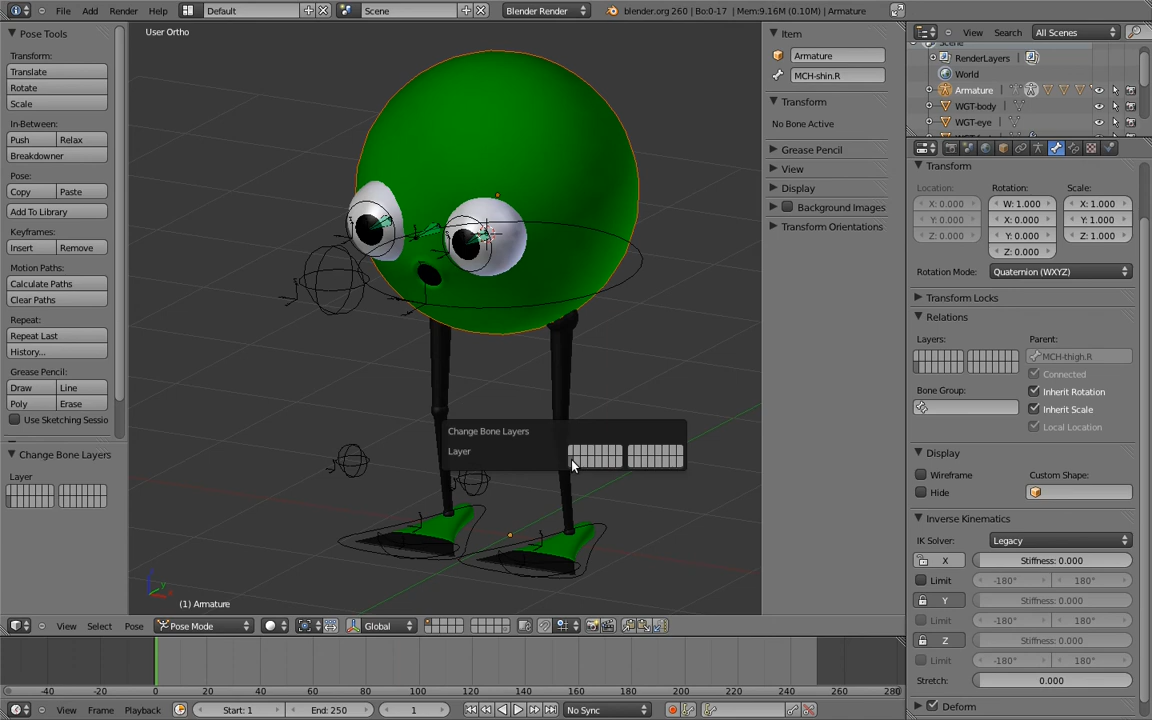 Add
Render
Help
Default
Scene
Blender Render
blender.org 260 | Bo:0-17 | Mem:9.16M (0.10M) | Armature
Pose Tools
Transform:
Translate
Rotate
Scale
In-Between:
Push
Relax
Breakdowner
Pose:
Copy
Paste
Add To Library
Keyframes:
Insert
Remove
Motion Paths:
Calculate Paths
Clear Paths
Repeat:
Repeat Last
History...
Grease Pencil:
Draw
Line
Poly
Erase
Use Sketching Sessio
Change Bone Layers
Layer
User Ortho
Change Bone Layers
Layer
(1) Armature
View
Select
Pose
Pose Mode
Global
Item
Armature
MCH-shin.R
Transform
No Bone Active
Grease Pencil
View
Display
Background Images
Transform Orientations
View
Search
All Scenes
Scene
RenderLayers
World
Armature
WGT-body
WGT-eye
Transform
Location:
Rotation:
Scale:
X: 0.000
W: 1.000
X: 1.000
Y: 0.000
X: 0.000
Y: 1.000
Z: 0.000
Y: 0.000
Z: 1.000
Z: 0.000
Rotation Mode:
Quaternion (WXYZ)
Transform Locks
Relations
Layers:
Parent:
MCH-thigh.R
Connected
Bone Group:
Inherit Rotation
Inherit Scale
Local Location
Display
Wireframe
Custom Shape:
Hide
Inverse Kinematics
IK Solver:
Legacy
X
Stiffness: 0.000
Limit
-180°
180°
Y
Stiffness: 0.000
Limit
-180°
180°
Z
Stiffness: 0.000
Limit
-180°
180°
Stretch:
0.000
Deform
-40
-20
0
20
40
60
80
100
120
140
160
180
200
220
240
260
280
View
Frame
Playback
Start: 1
End: 250
1
No Sync